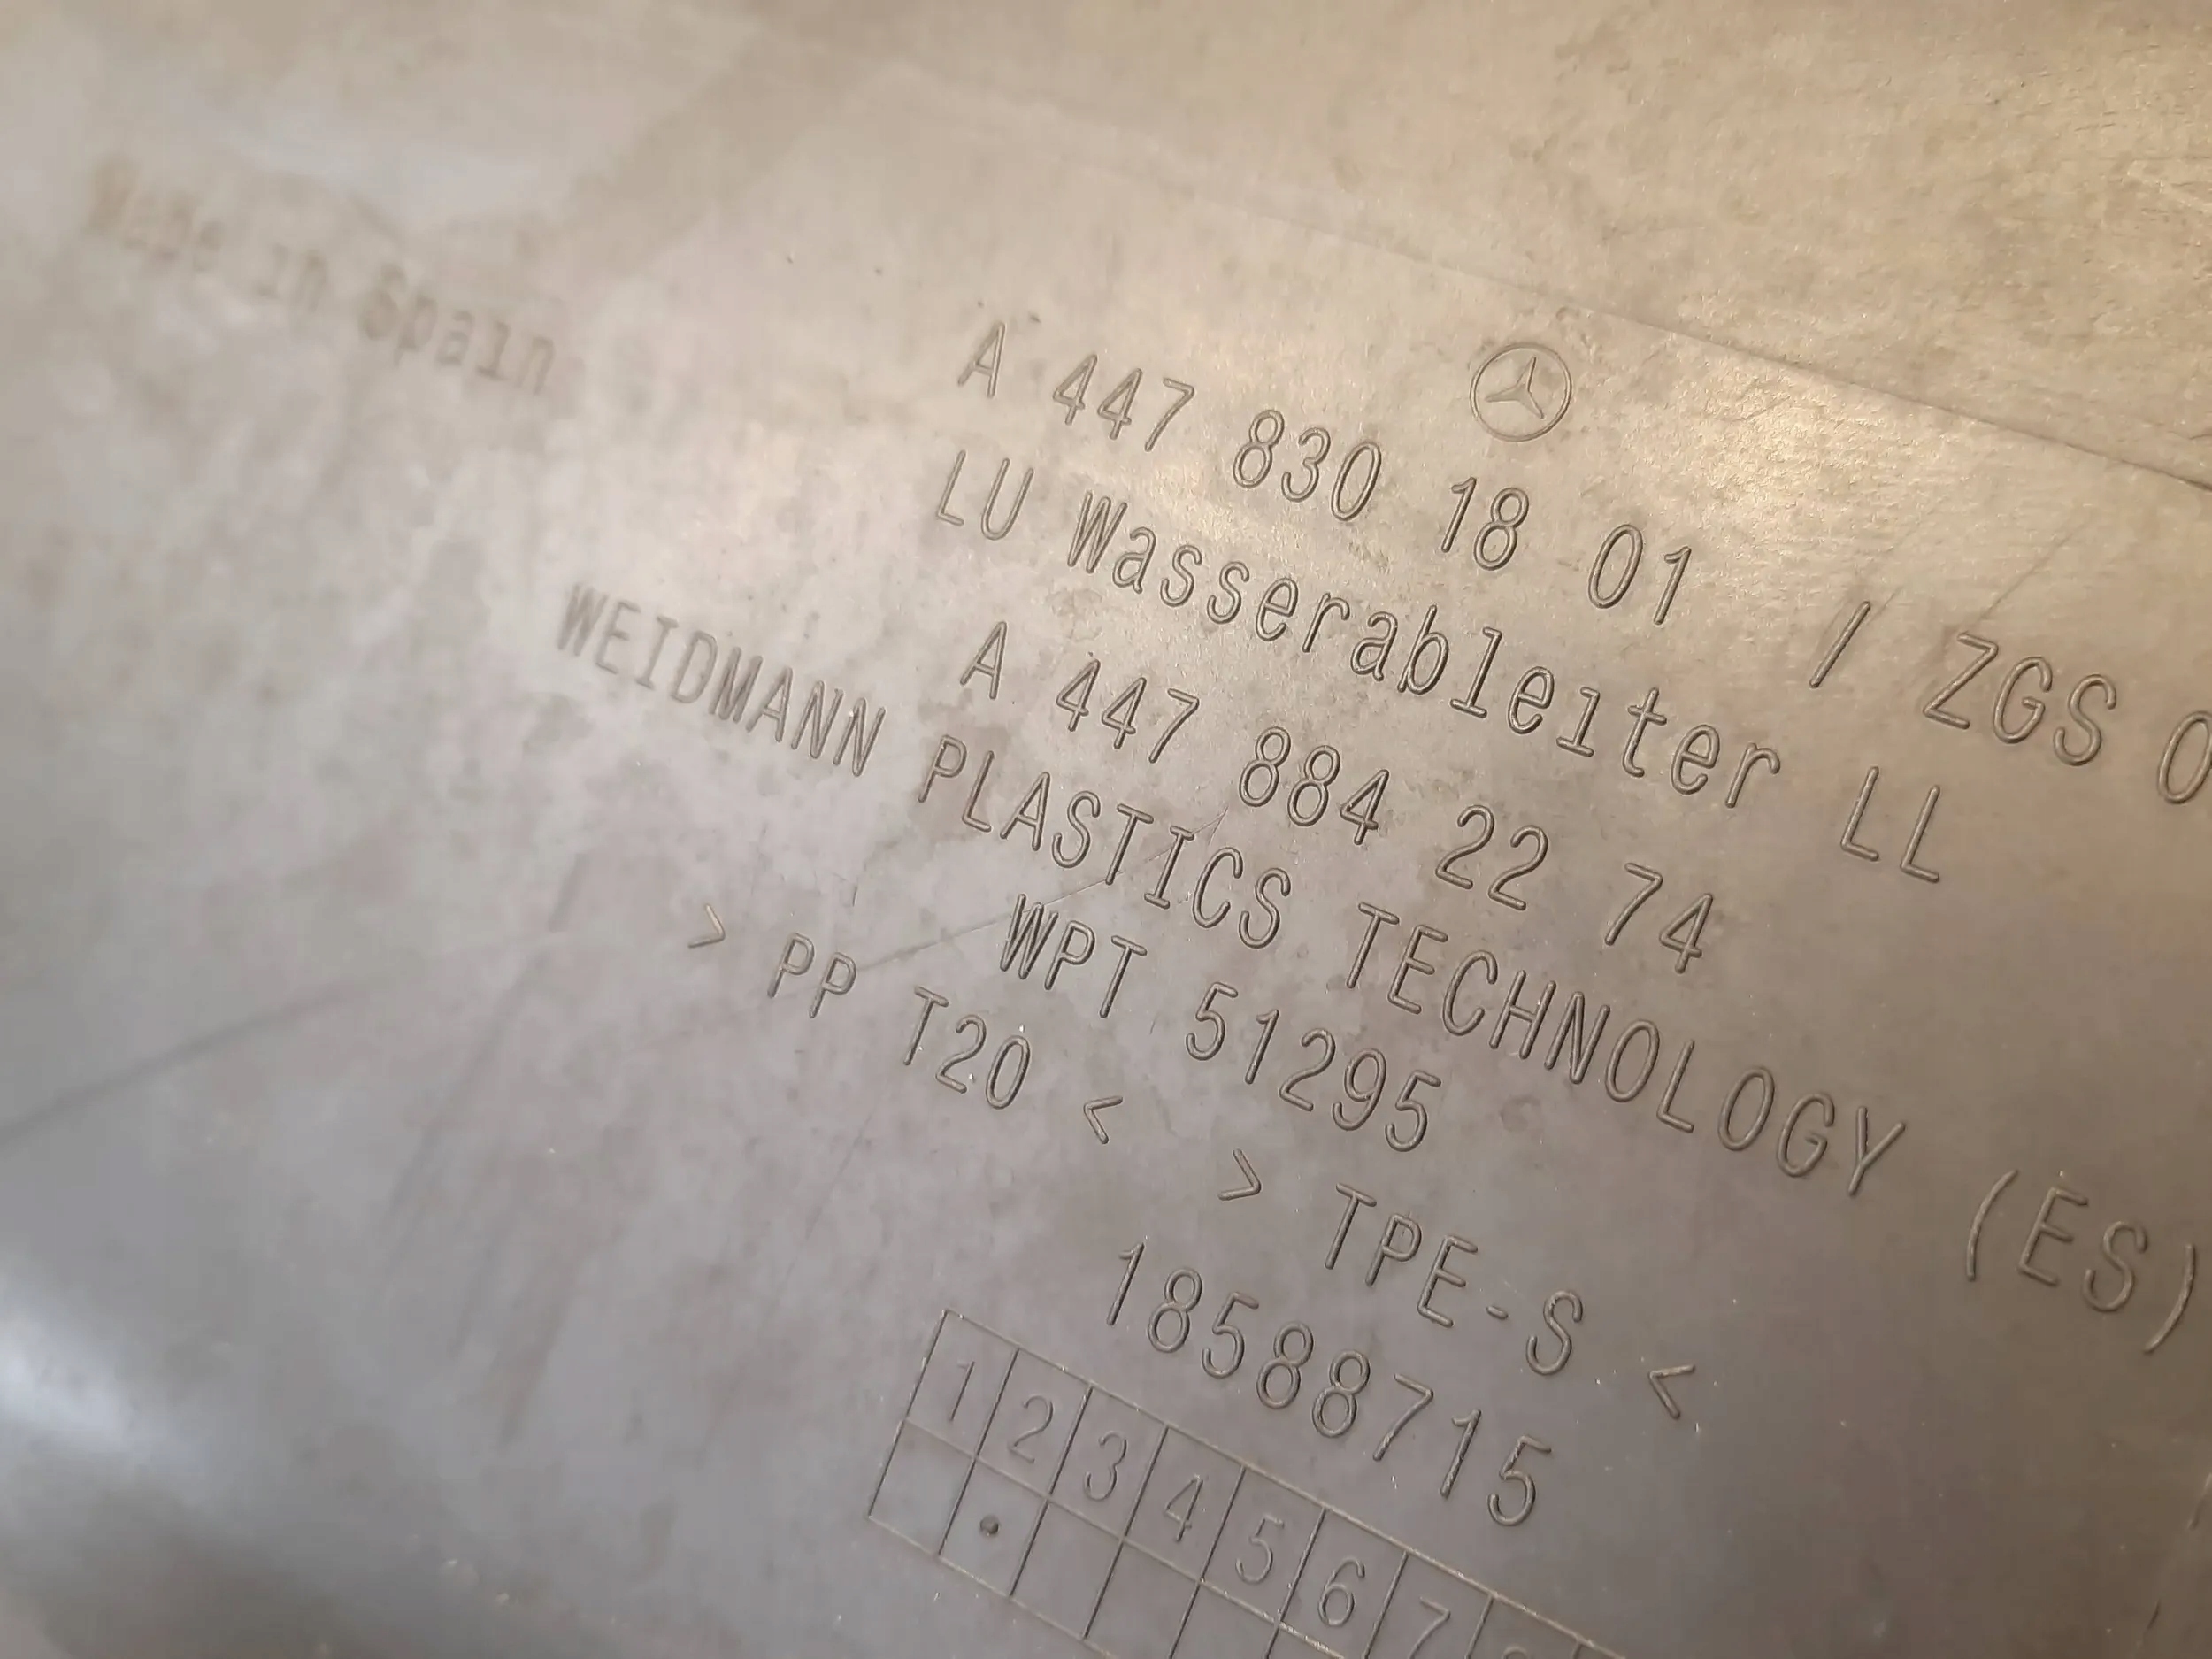 Made in Spain
A 447 830 18 01 / ZGS 0
LU Wasserableiter LL
A 447 884 22 74
WEIDMANN PLASTICS TECHNOLOGY (ES)
WPT 51295
> PP T20 < > TPE-S <
18588715
1 2 3 4 5 6 7